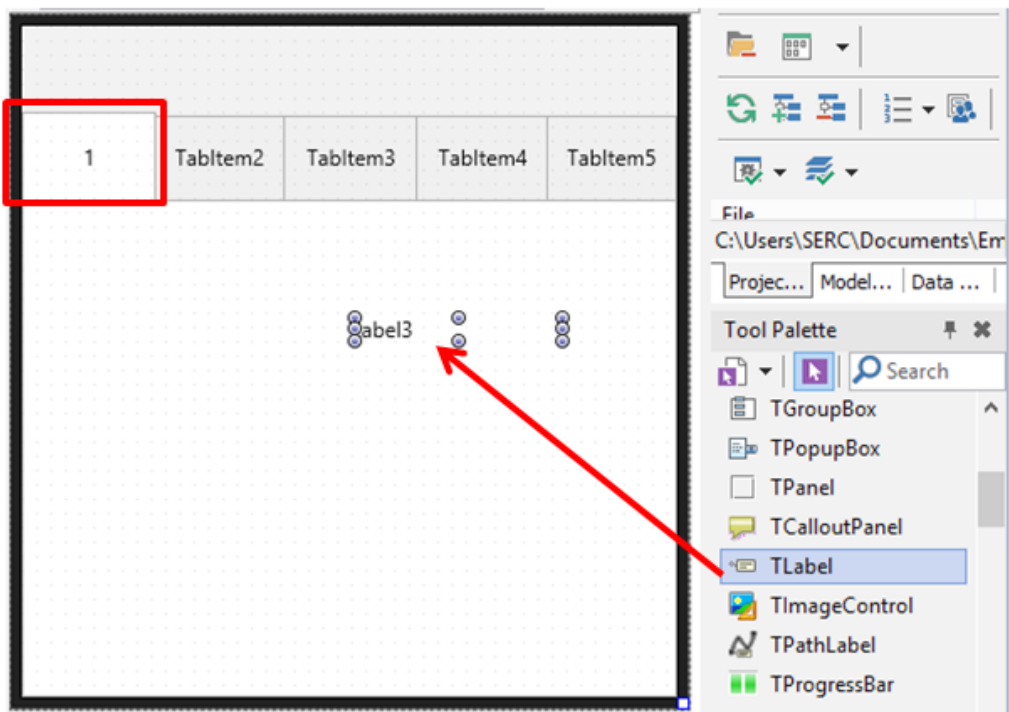 1 TabItem2 TabItem3 TabItem4 TabItem5
abel3
File
C:\Users\SERC\Documents\Em
Projec... Model... Data ...
Tool Palette
Search
TGroupBox
TPopupBox
TPanel
TCalloutPanel
TLabel
TImageControl
TPathLabel
TProgressBar